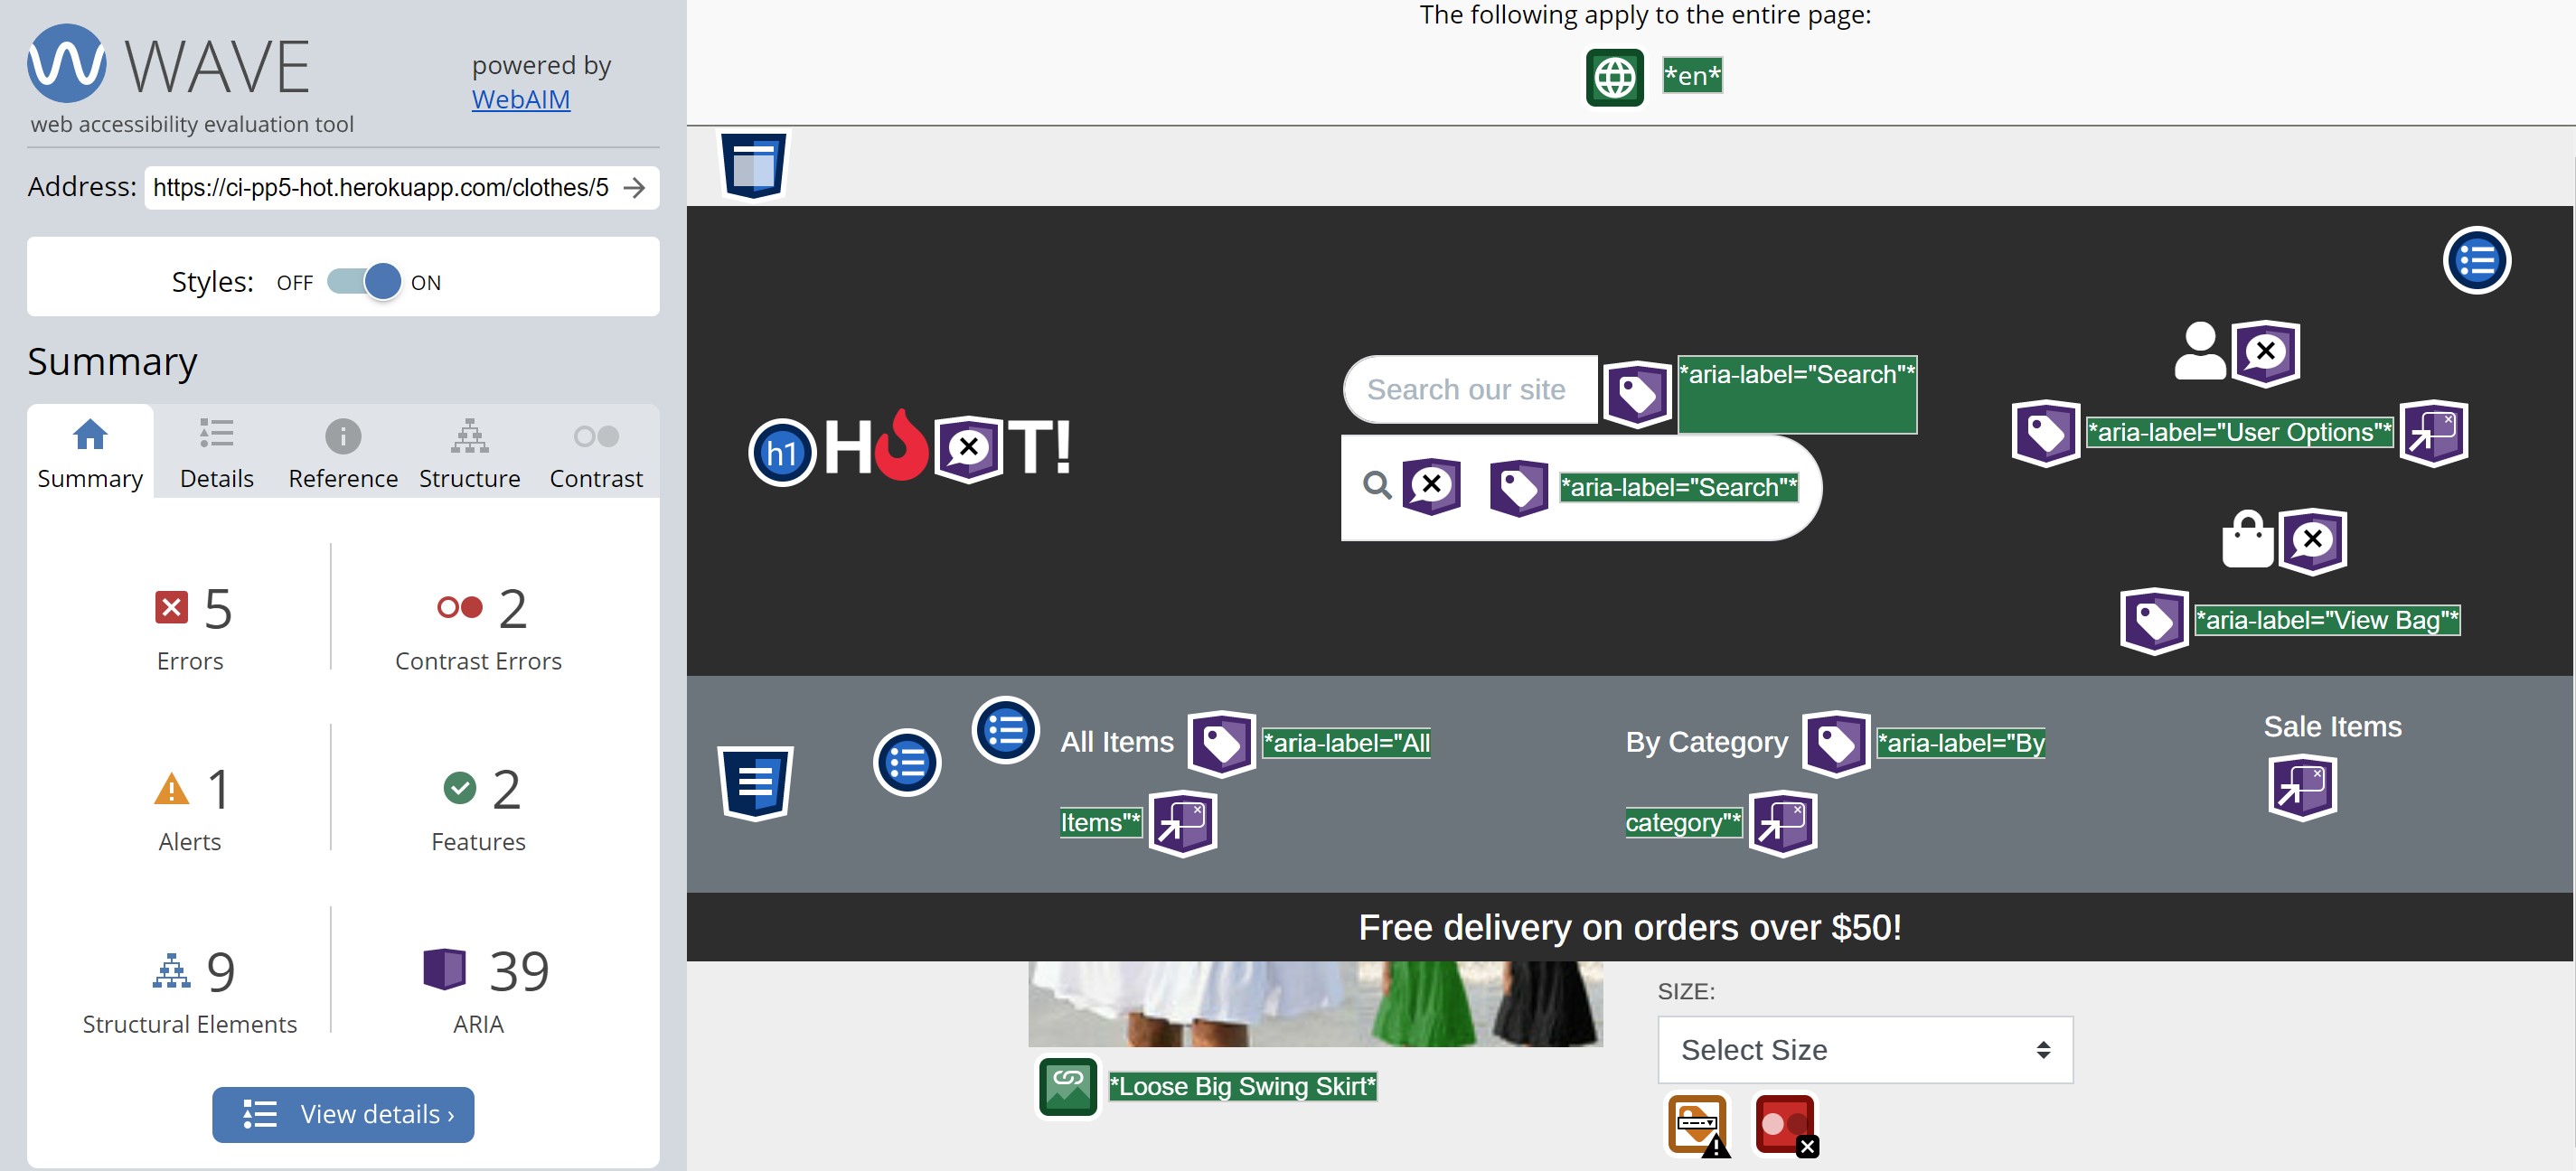 WAVE
powered by
WebAIM
web accessibility evaluation tool
Address: https://ci-pp5-hot.herokuapp.com/clothes/5
Styles: OFF ON
Summary
Summary Details Reference Structure Contrast
5 2
Errors Contrast Errors
1 2
Alerts Features
9 39
Structural Elements ARIA
View details ›
The following apply to the entire page:
*en*
h1 H T!
Search our site *aria-label="Search"*
*aria-label="Search"*
*aria-label="User Options"*
*aria-label="View Bag"*
All Items *aria-label="All
Items"*
By Category *aria-label="By
category"*
Sale Items
Free delivery on orders over $50!
*Loose Big Swing Skirt*
SIZE:
Select Size